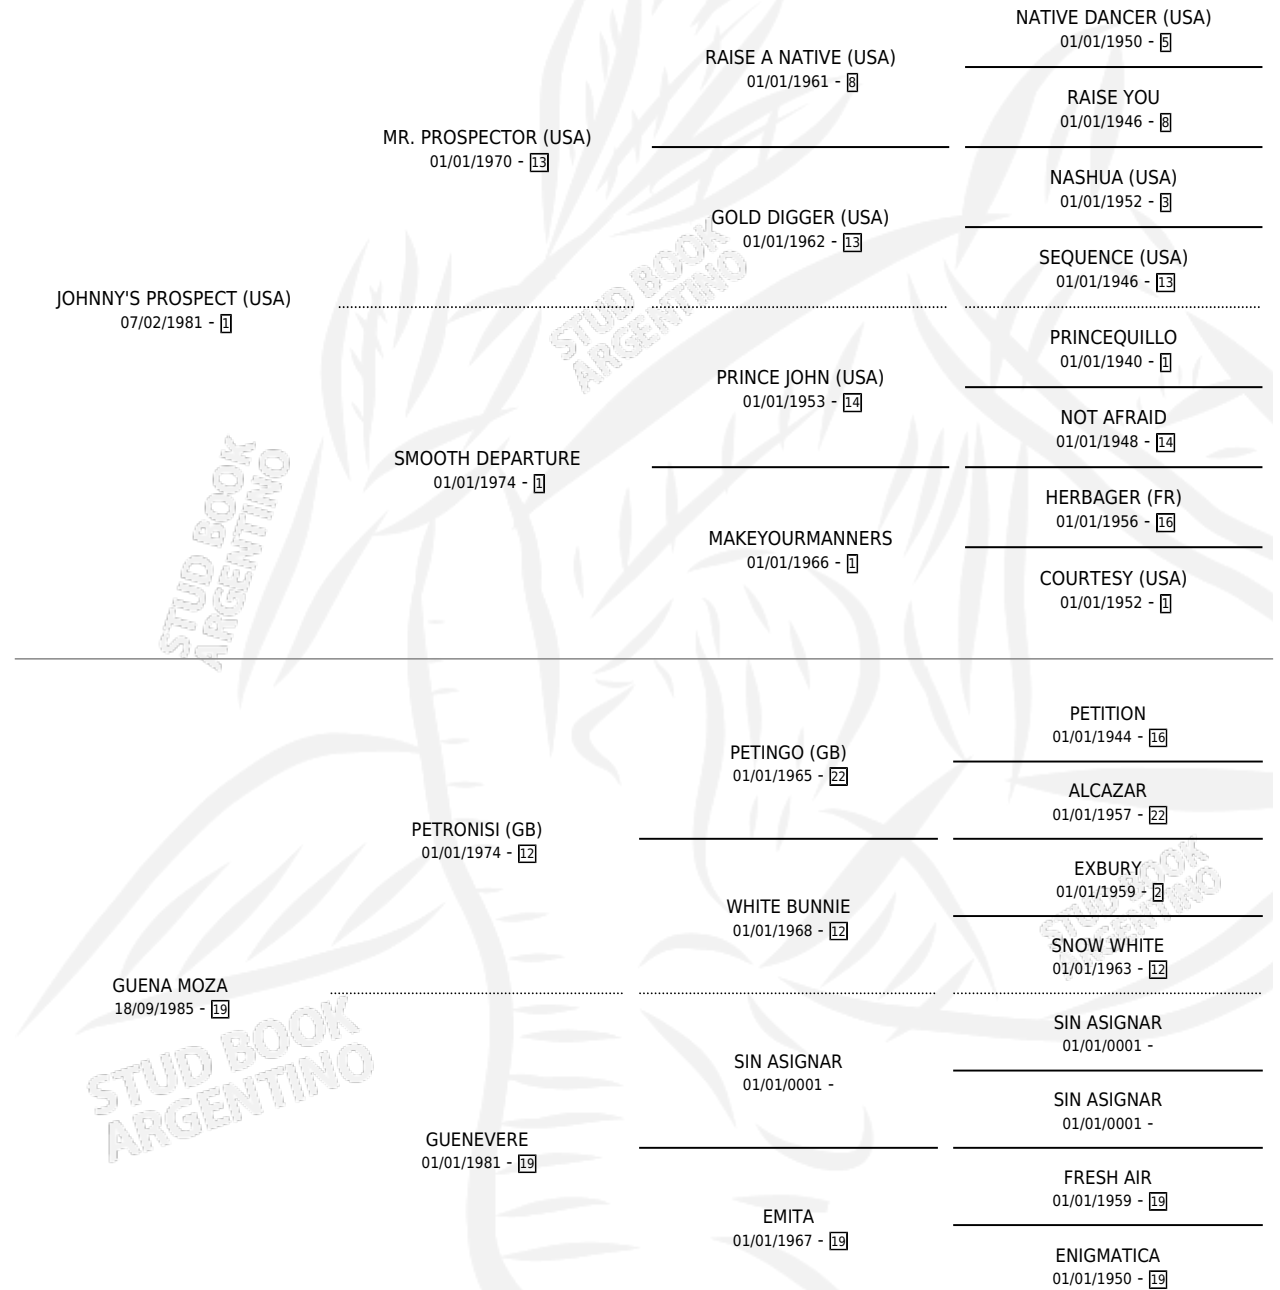 NATIVE DANCER (USA)
01/01/1950 - 5
RAISE A NATIVE (USA)
01/01/1961 - 8
RAISE YOU
01/01/1946 - 8
MR. PROSPECTOR (USA)
01/01/1970 - 13
NASHUA (USA)
01/01/1952 - 3
GOLD DIGGER (USA)
01/01/1962 - 13
SEQUENCE (USA)
01/01/1946 - 13
JOHNNY'S PROSPECT (USA)
07/02/1981 - 1
PRINCEQUILLO
01/01/1940 - 1
PRINCE JOHN (USA)
01/01/1953 - 14
NOT AFRAID
01/01/1948 - 14
SMOOTH DEPARTURE
01/01/1974 - 1
HERBAGER (FR)
01/01/1956 - 16
MAKEYOURMANNERS
01/01/1966 - 1
COURTESY (USA)
01/01/1952 - 1
PETITION
01/01/1944 - 16
PETINGO (GB)
01/01/1965 - 22
ALCAZAR
01/01/1957 - 22
PETRONISI (GB)
01/01/1974 - 12
EXBURY
01/01/1959 - 2
WHITE BUNNIE
01/01/1968 - 12
SNOW WHITE
01/01/1963 - 12
GUENA MOZA
18/09/1985 - 19
SIN ASIGNAR
01/01/0001 -
SIN ASIGNAR
01/01/0001 -
SIN ASIGNAR
01/01/0001 -
GUENEVERE
01/01/1981 - 19
FRESH AIR
01/01/1959 - 19
EMITA
01/01/1967 - 19
ENIGMATICA
01/01/1950 - 19
STUD BOOK
ARGENTINO
STUD BOOK
ARGENTINO
STUD BOOK
ARGENTINO
STUD BOOK
ARGENTINO